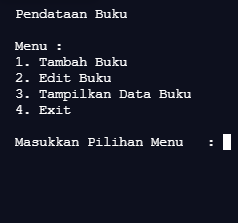 Pendataan Buku
Menu :
1. Tambah Buku
2. Edit Buku
3. Tampilkan Data Buku
4. Exit
Masukkan Pilihan Menu   :